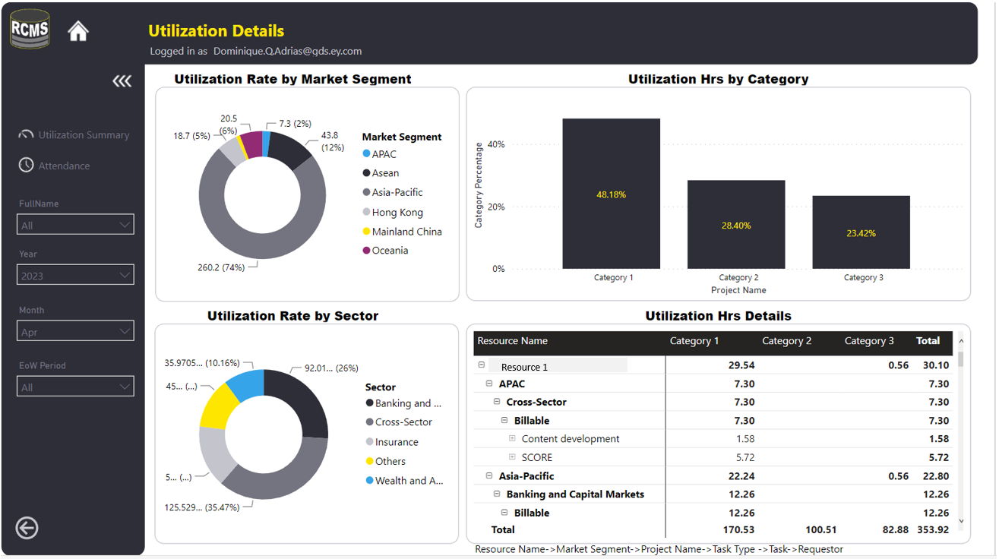 RCMS
Utilization Details
Logged in as Dominique.Q.Adrias@gds.ey.com
Utilization Summary
Attendance
FullName
All
Year
2023
Month
Apr
EoW Period
All
Utilization Rate by Market Segment
20.5
(6%)
7.3 (2%)
18.7 (5%)
43.8
(12%)
260.2 (74%)
Market Segment
APAC
Asean
Asia-Pacific
Hong Kong
Mainland China
Oceania
Utilization Hrs by Category
Category Percentage
40%
20%
0%
48.18%
28.40%
23.42%
Category 1
Category 2
Category 3
Project Name
Utilization Rate by Sector
35.9705... (10.16%)
92.01... (26%)
45... (...)
5... (...)
125.529... (35.47%)
Sector
Banking and ...
Cross-Sector
Insurance
Others
Wealth and A...
Utilization Hrs Details
Resource Name Category 1 Category 2 Category 3 Total
Resource 1 29.54 0.56 30.10
APAC 7.30 7.30
Cross-Sector 7.30 7.30
Billable 7.30 7.30
Content development 1.58 1.58
SCORE 5.72 5.72
Asia-Pacific 22.24 0.56 22.80
Banking and Capital Markets 12.26 12.26
Billable 12.26 12.26
Total 170.53 100.51 82.88 353.92
Resource Name->Market Segment->Project Name->Task Type ->Task->Requestor